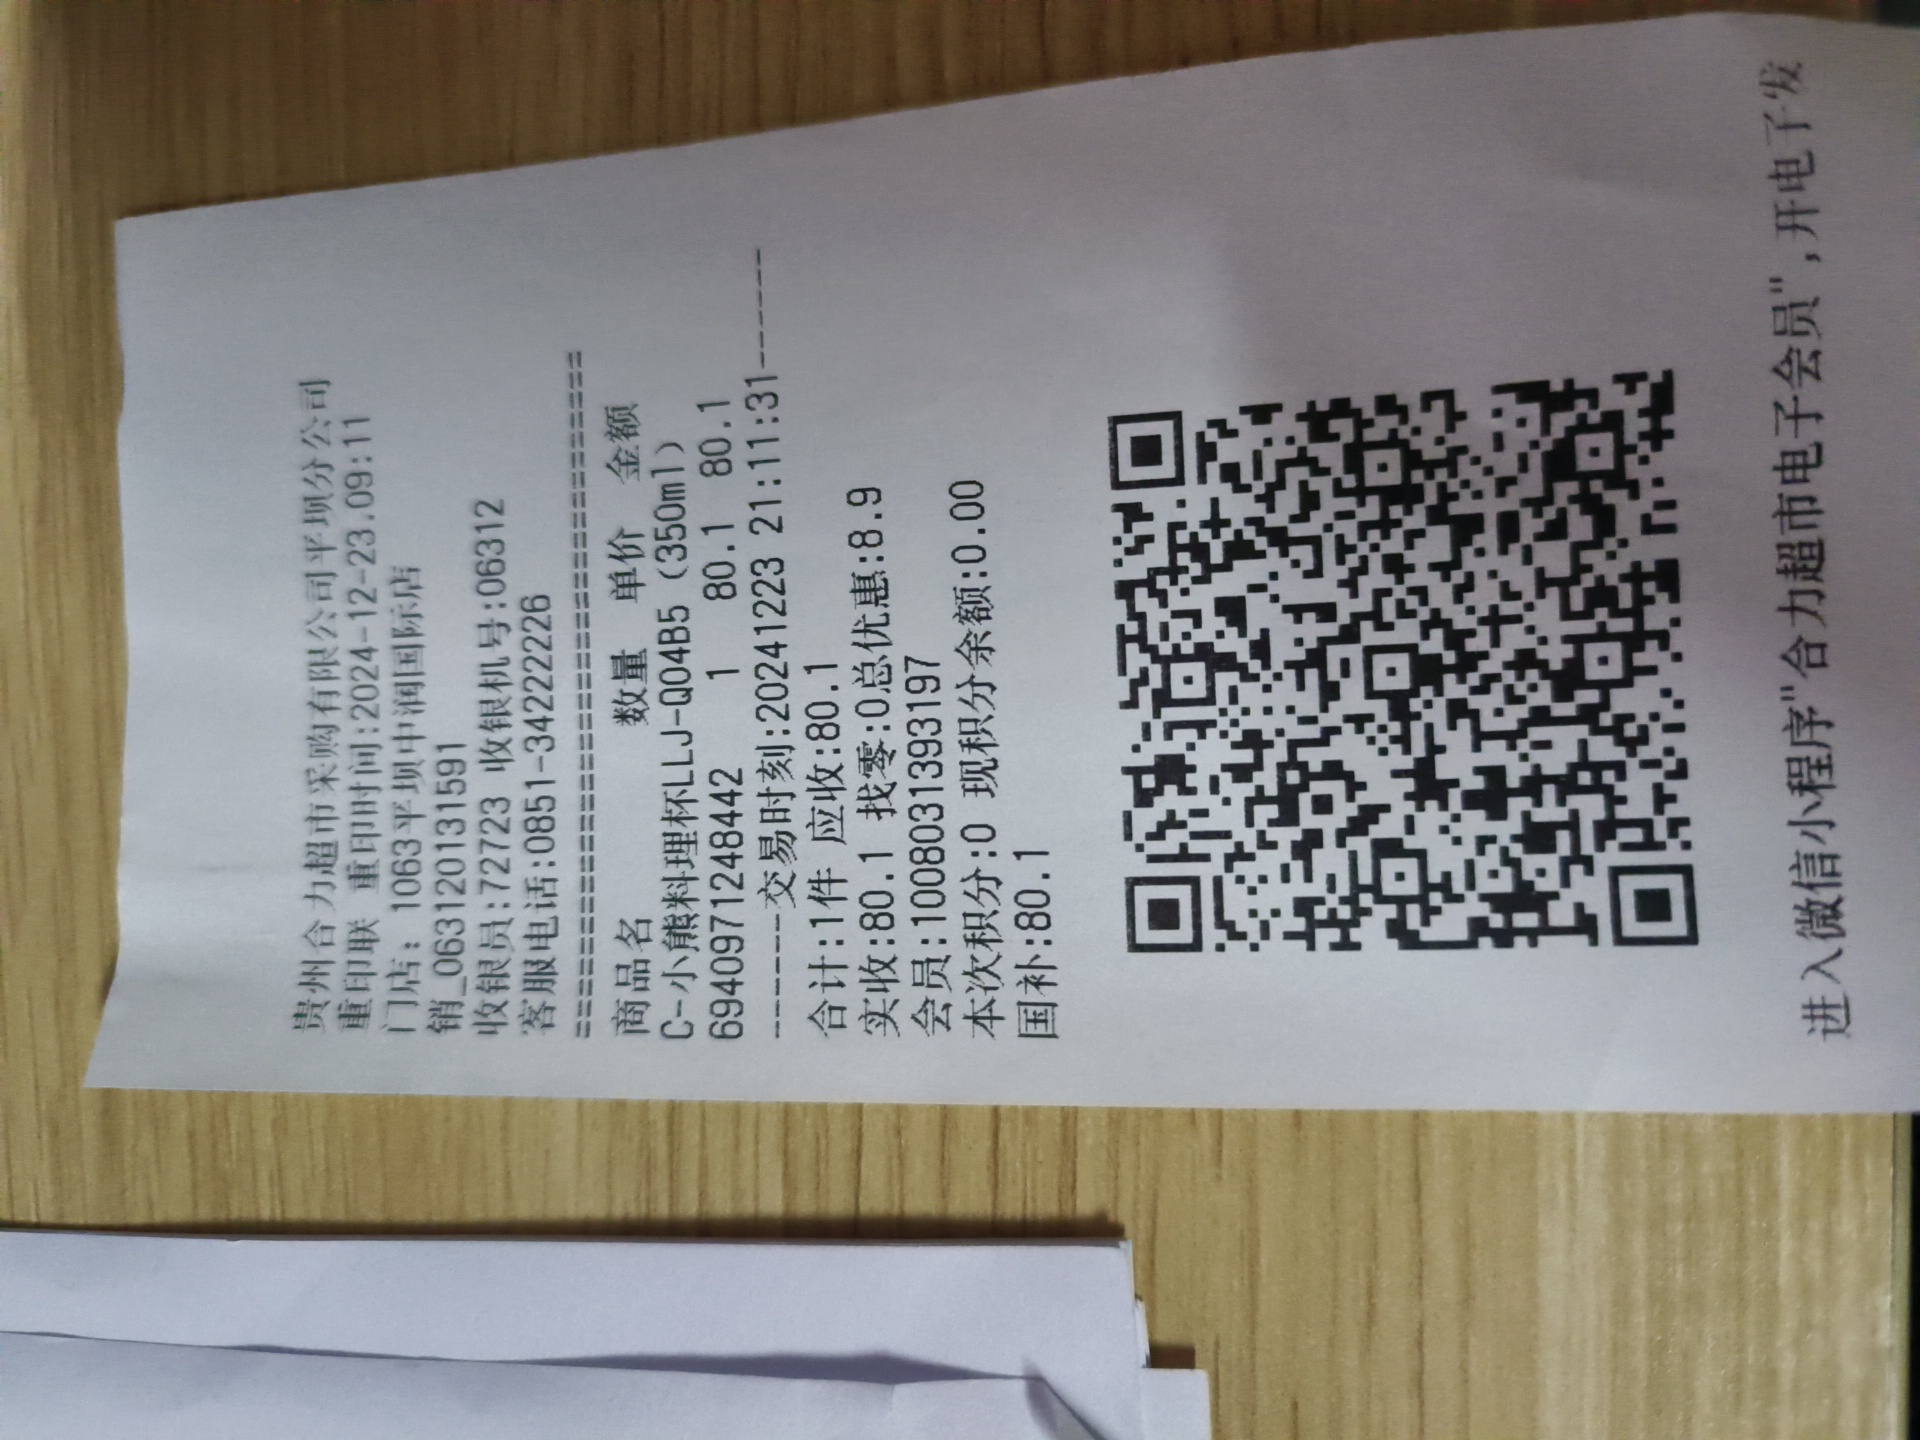 贵州合力超市采购有限公司平坝分公司
重印联 重印时间:2024-12-23.09:11
门店: 1063平坝中润国际店
销_063120131591
收银员:72723 收银机号:06312
客服电话:0851-34222226
================================
商品名 数量 单价 金额
C-小熊料理杯LLJ-Q04B5(350ml)
6940971248442 1 80.1 80.1
--------交易时刻:20241223 21:11:31------
合计:1件 应收:80.1
实收:80.1 找零:0总优惠:8.9
会员:1008031393197
本次积分:0 现积分余额:0.00
国补:80.1
进入微信小程序"合力超市电子会员",开电子发